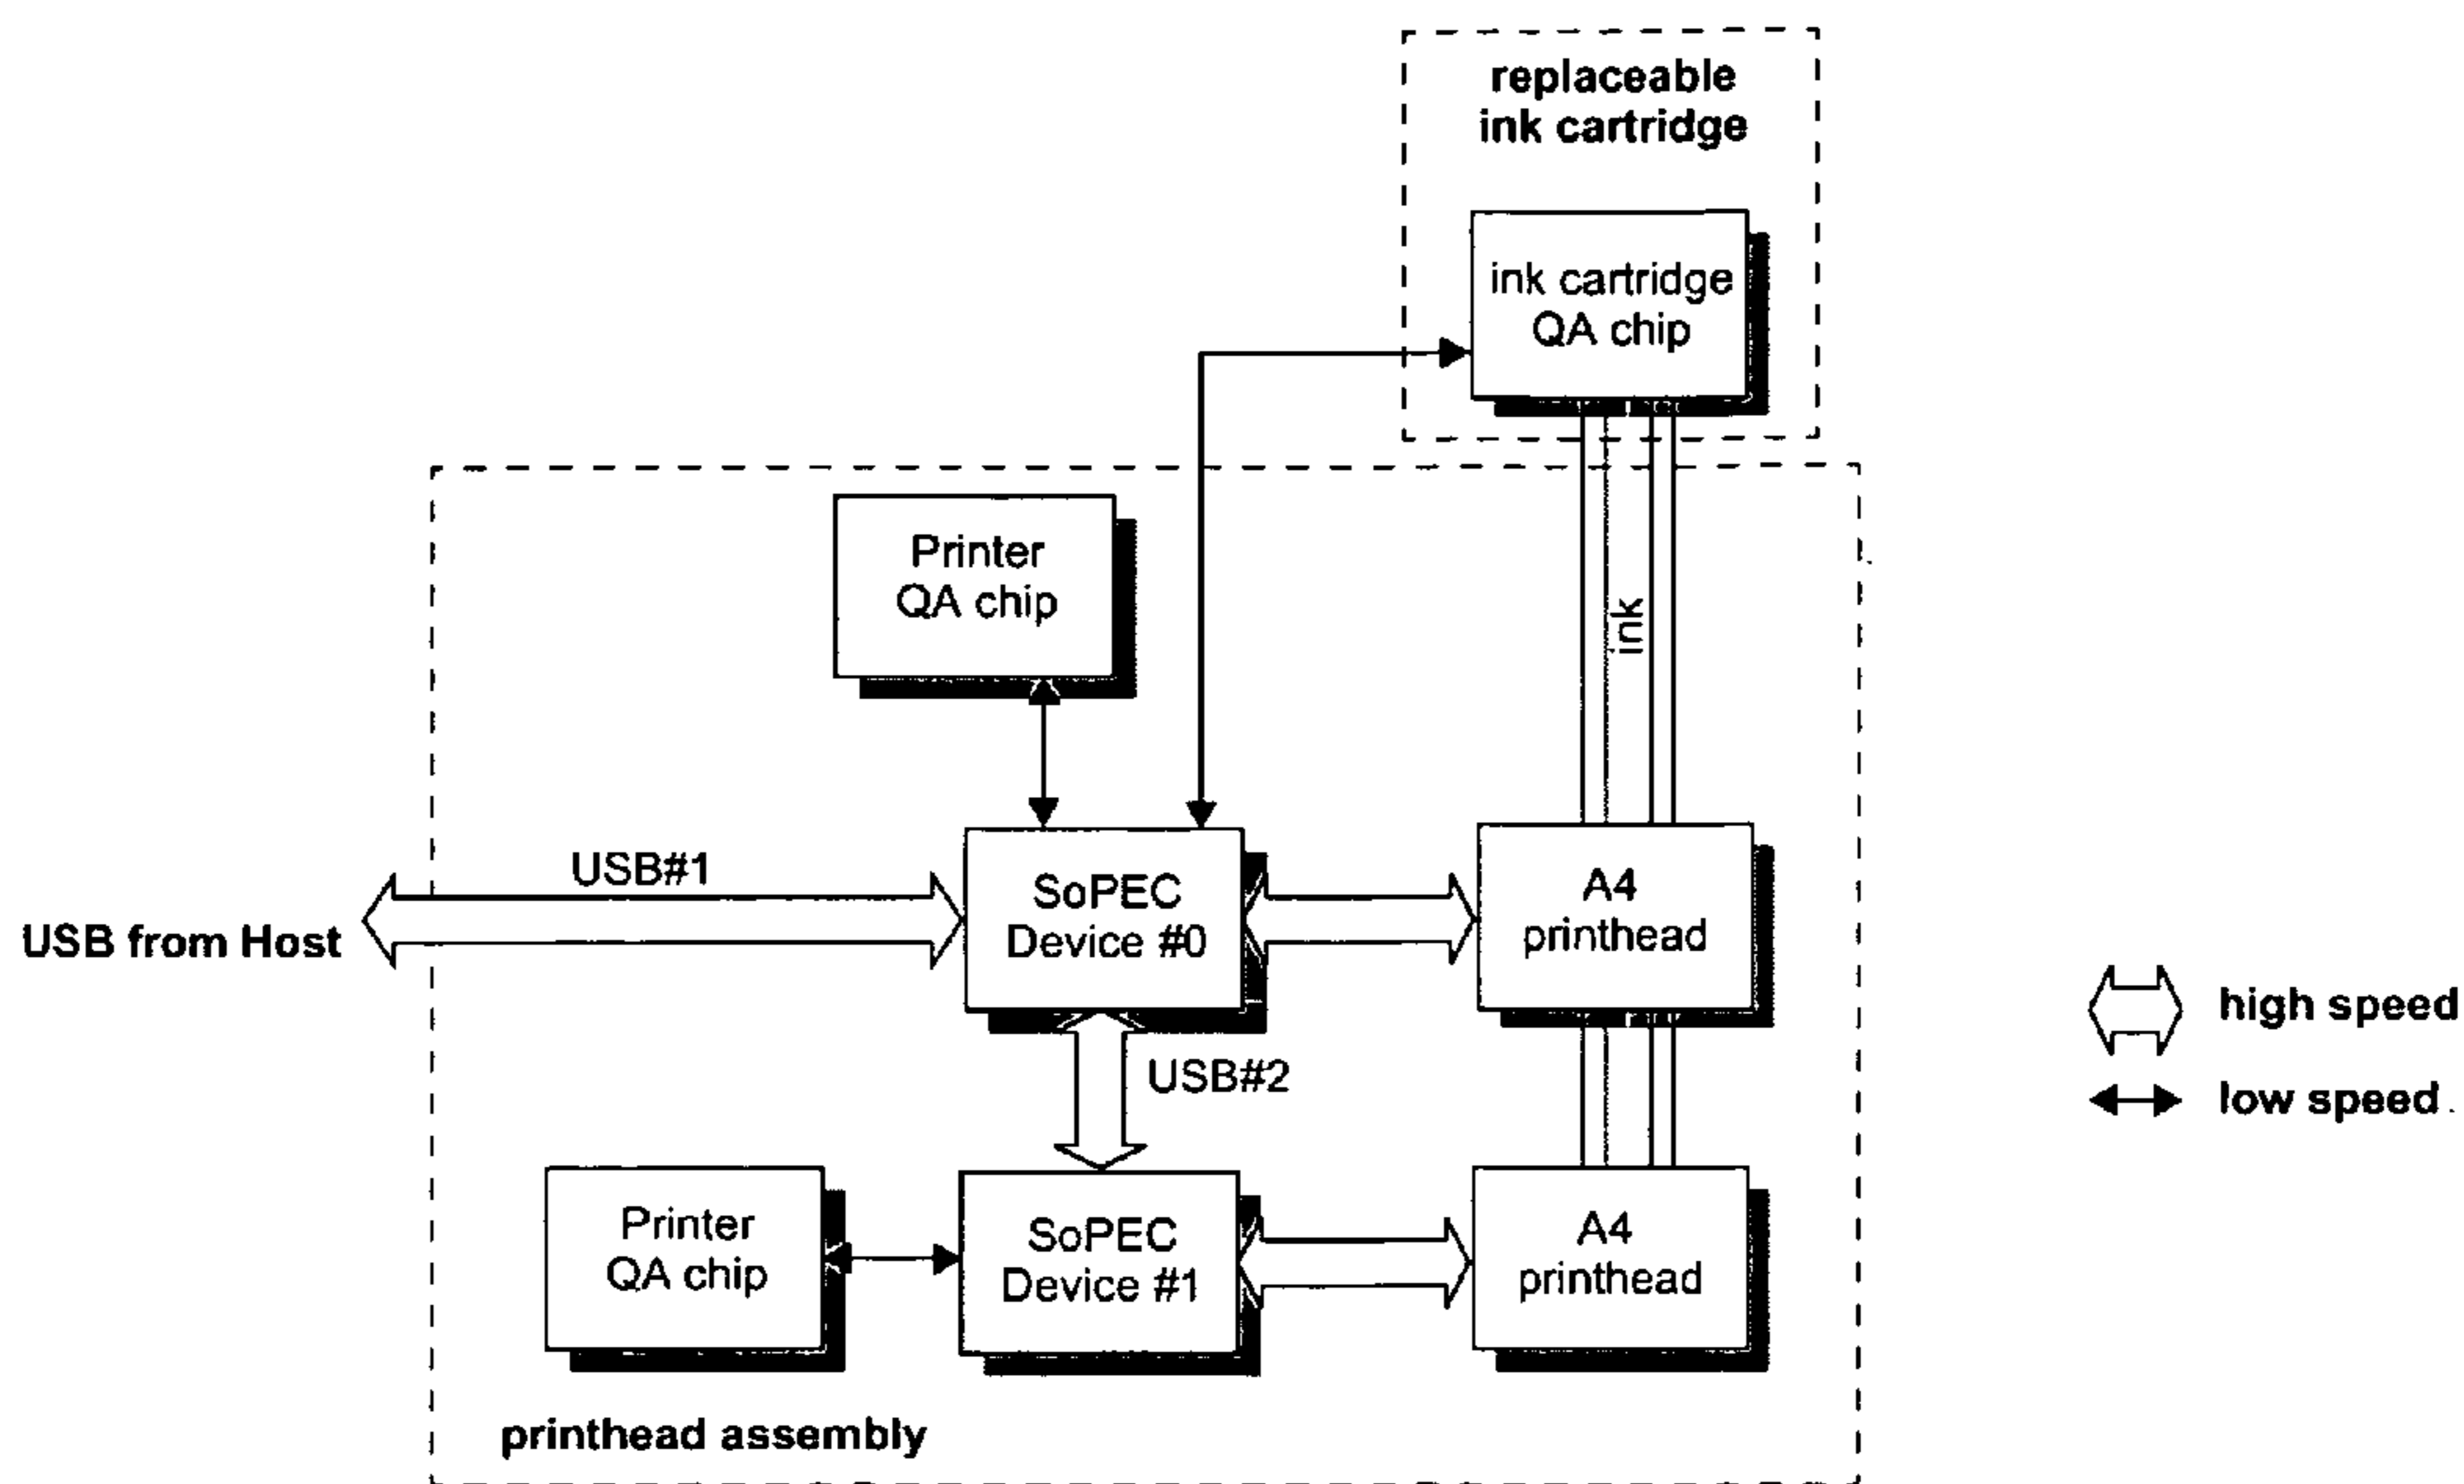 replaceable
ink cartridge
ink cartridge
QA chip
Printer
QA chip
ink
USB#1
USB from Host
SoPEC
Device #0
A4
printhead
high speed
USB#2
low speed
Printer
QA chip
SoPEC
Device #1
A4
printhead
printhead assembly